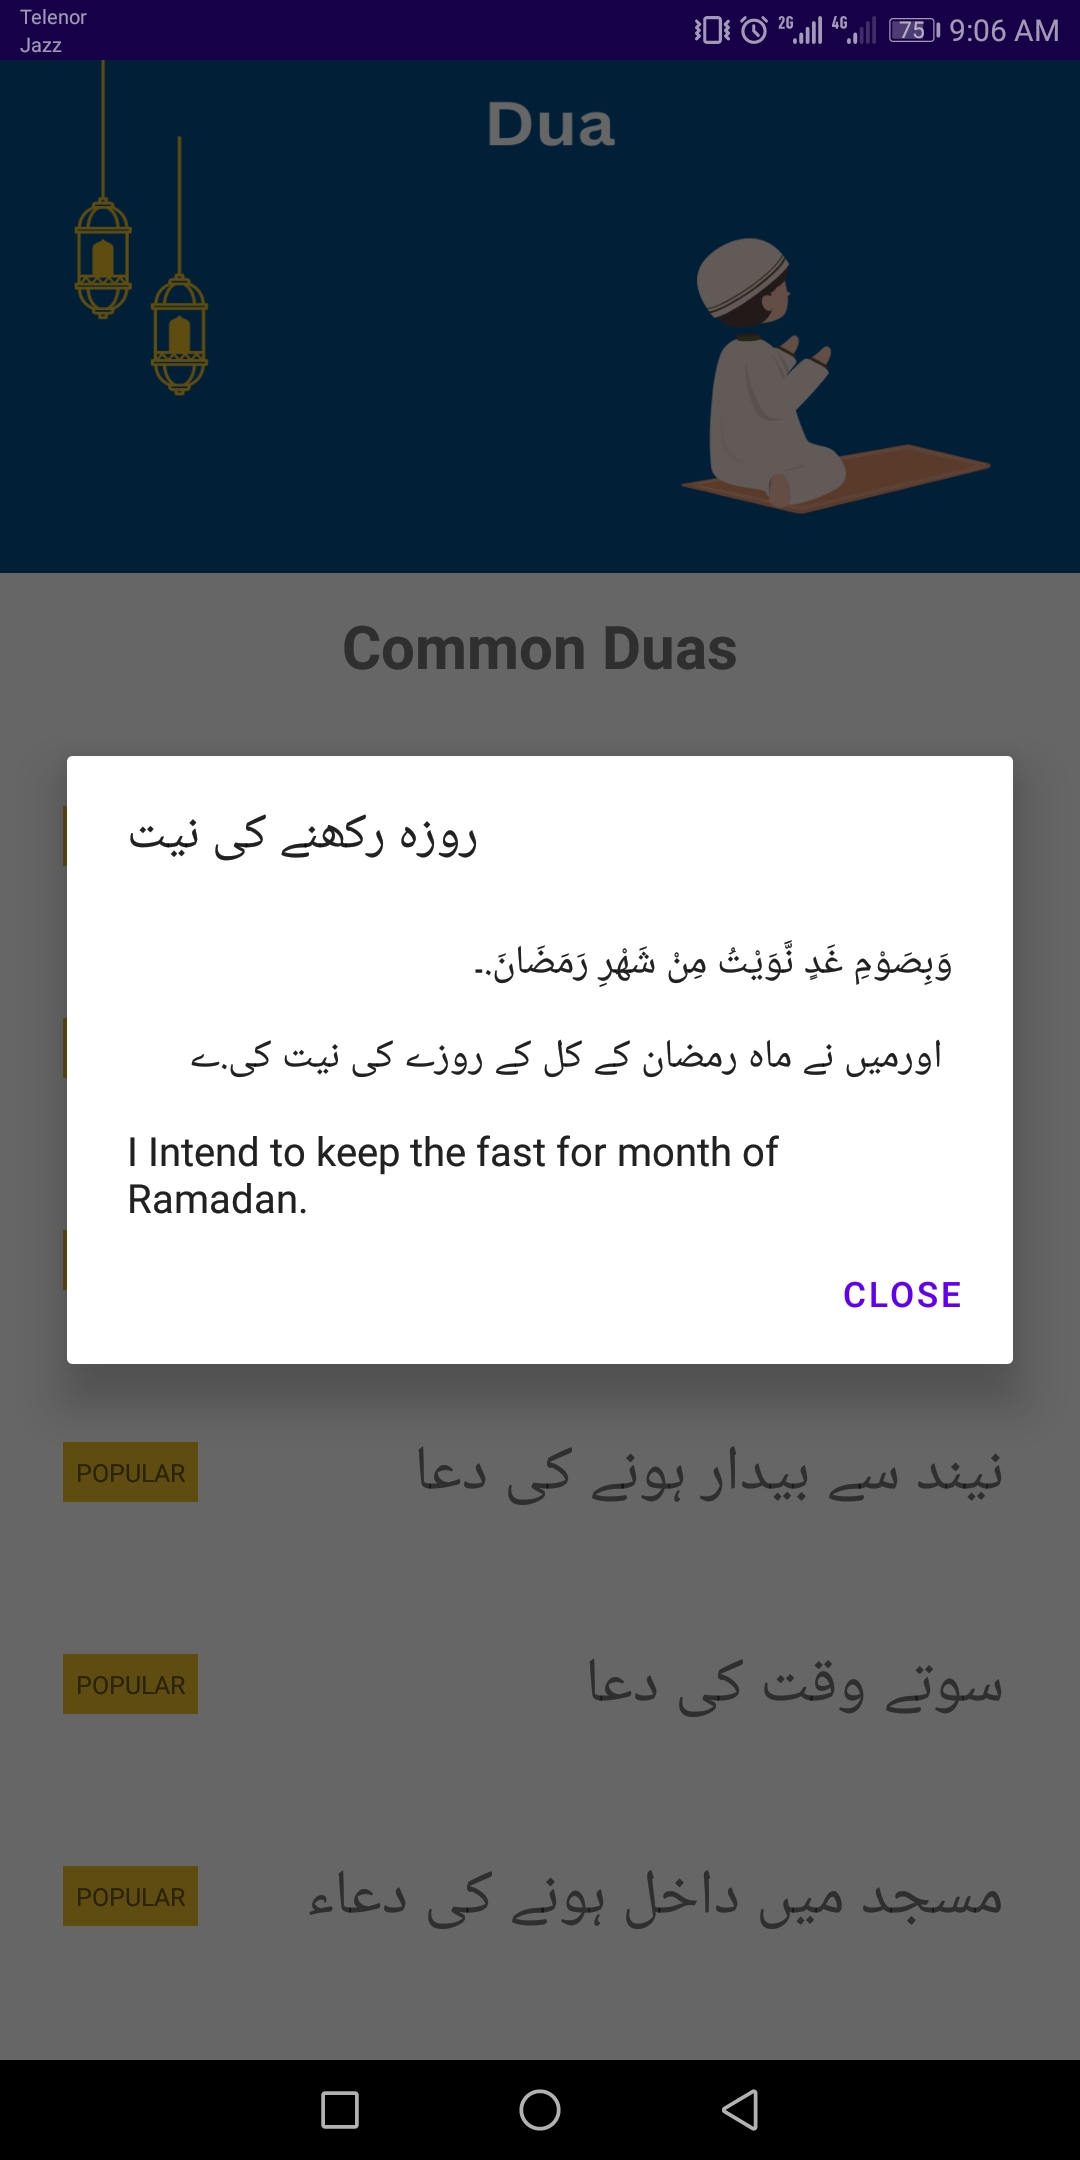 Telenor
Jazz
2G 4G 75 9:06 AM
Dua
Common Duas
روزہ رکھنے کی نیت
وَبِصَوْمِ غَدٍ نَّوَيْتُ مِنْ شَهْرِ رَمَضَانَ.۔
اورمیں نے ماہ رمضان کے کل کے روزے کی نیت کی.ے
I Intend to keep the fast for month of
Ramadan.
CLOSE
POPULAR نیند سے بیدار ہونے کی دعا
POPULAR سوتے وقت کی دعا
POPULAR مسجد میں داخل ہونے کی دعاء